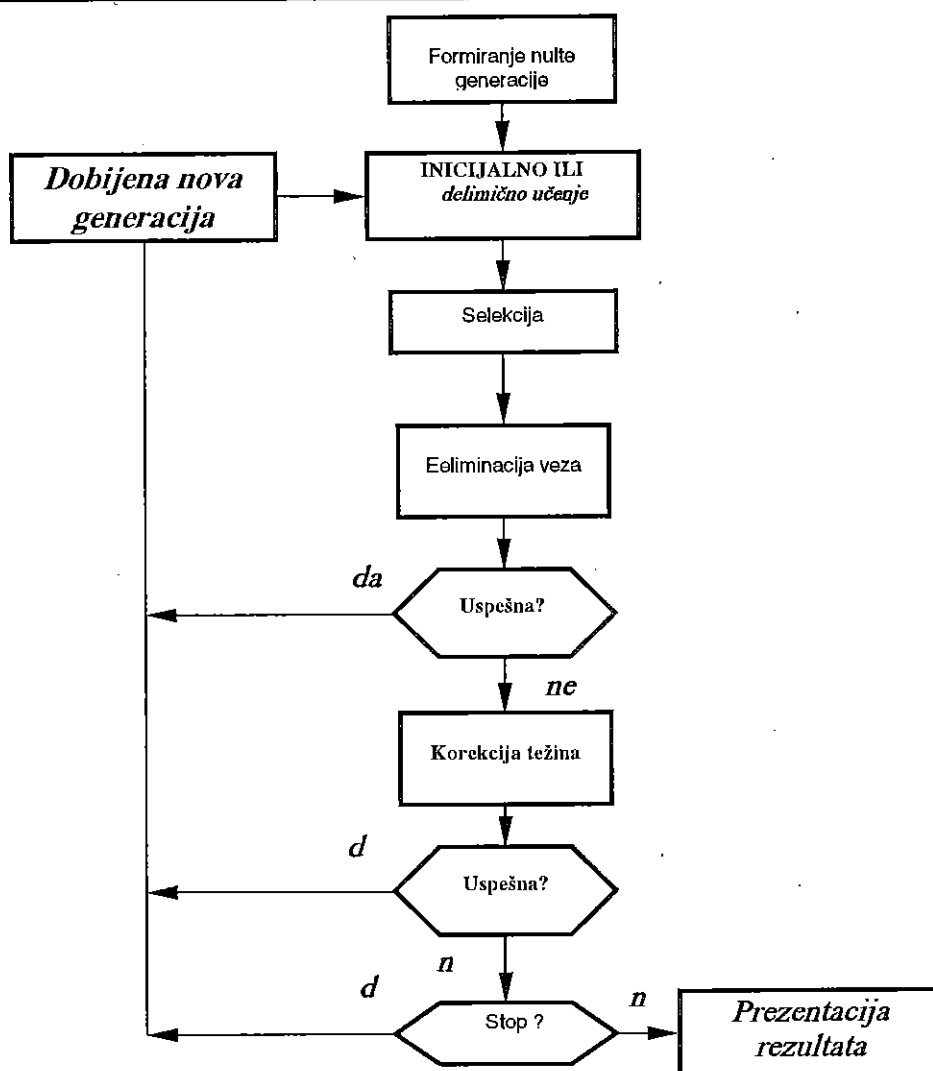 Formiranje nulte
generacije
Dobijena nova
generacija
INICIJALNO ILI
delimično učenje
Selekcija
Eeliminacija veza
da
Uspešna?
ne
Korekcija težina
d
Uspešna?
n
d
Stop ?
n
Prezentacija
rezultata